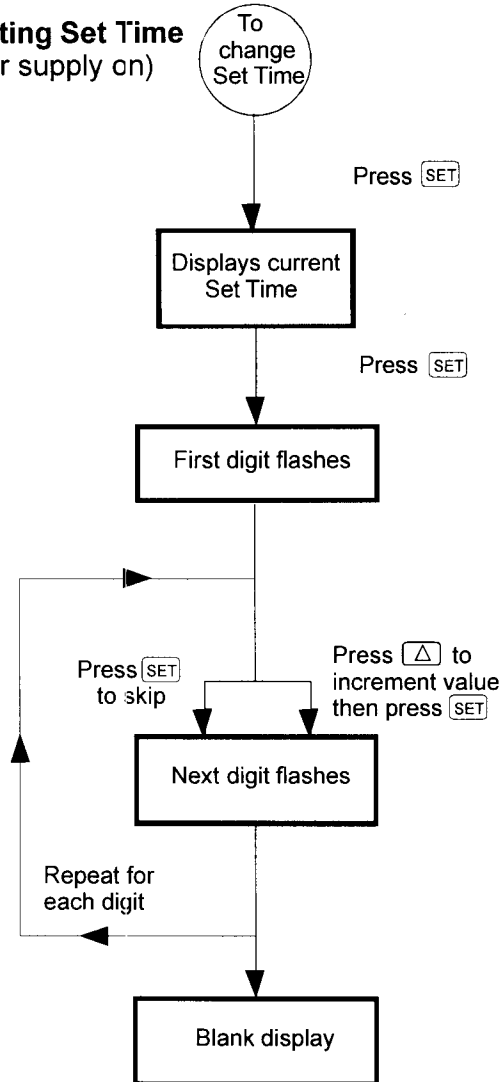 ting Set Time
r supply on)
To
change
Set Time
Press SET
Displays current
Set Time
Press SET
First digit flashes
Press SET
to skip
Press △ to
increment value
then press SET
Next digit flashes
Repeat for
each digit
Blank display